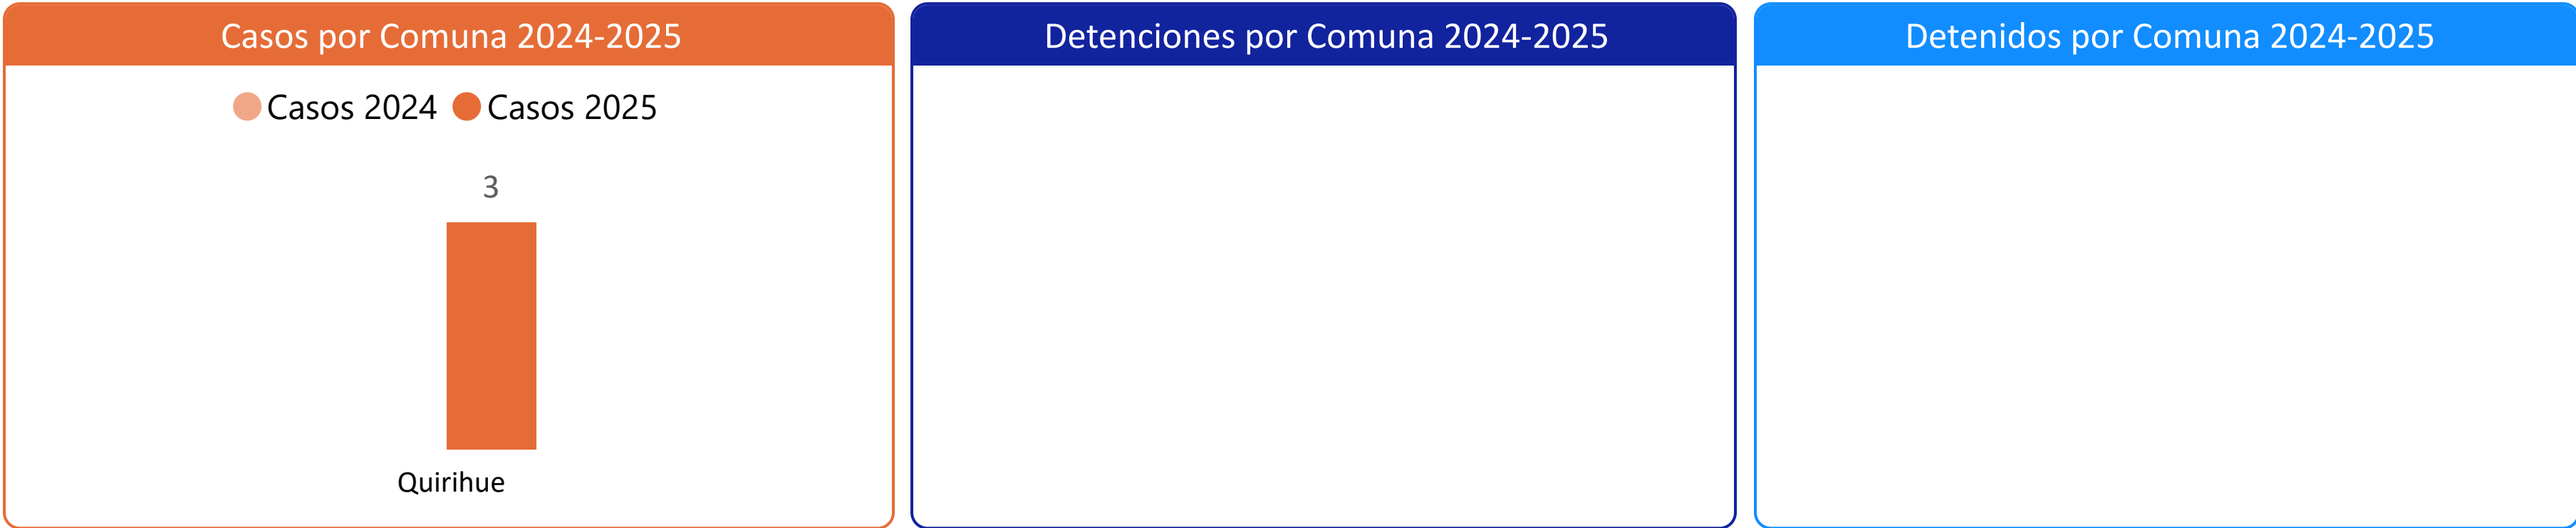 Casos por Comuna 2024-2025
Casos 2024 Casos 2025
3
Quirihue
Detenciones por Comuna 2024-2025
Detenidos por Comuna 2024-2025